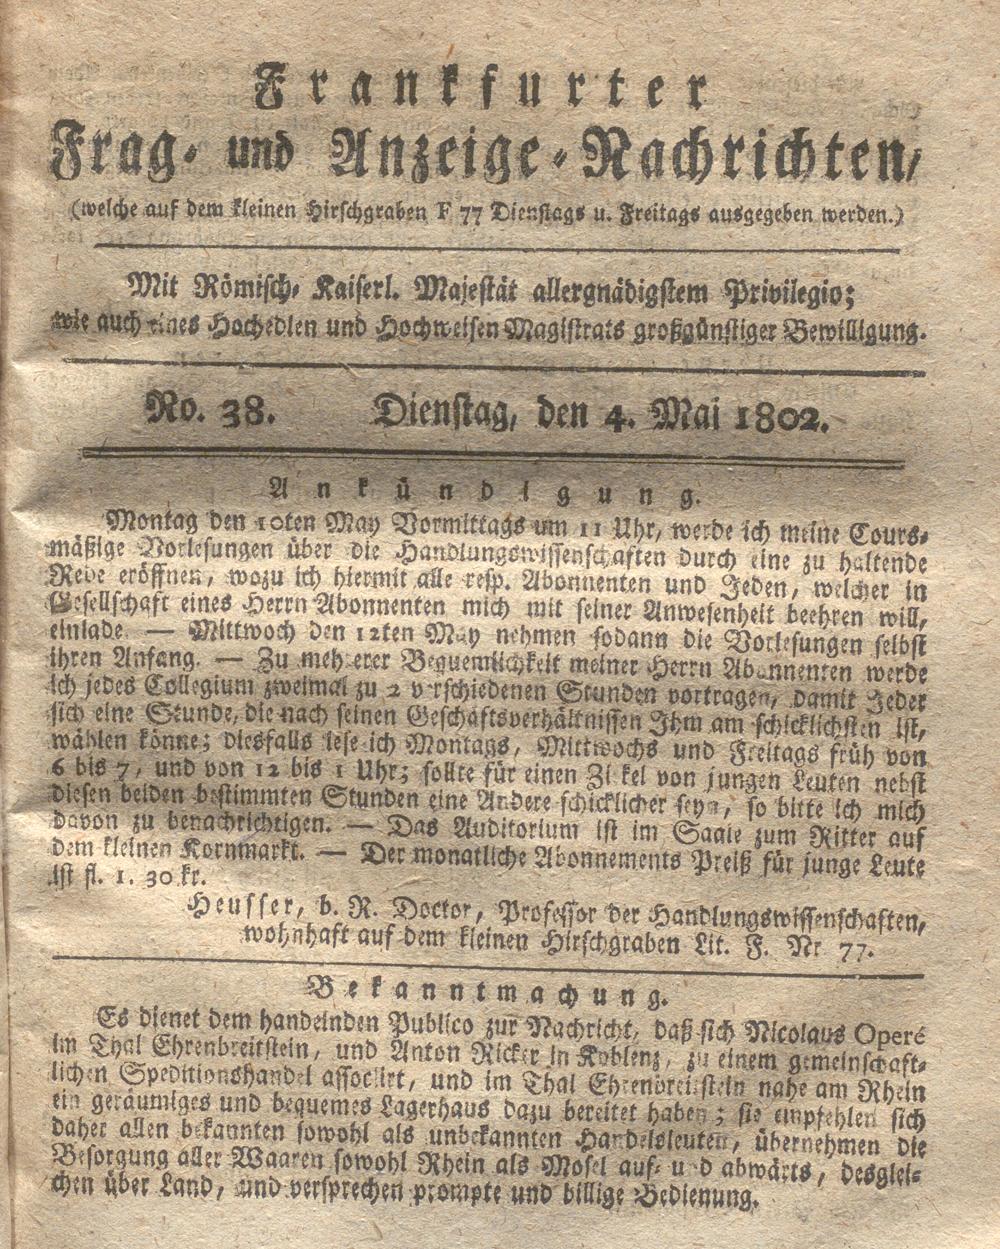 Frankfurter
Frag- und Anzeige-Nachrichten,
(welche auf dem kleinen Hirschgraben F 77 Dienstags u. Freitags ausgegeben werden.)
Mit Römisch-Kaiserl. Majestät allergnädigstem Privilegio;
wie auch eines Hochedlen und Hochweisen Magistrats großgünstiger Bewilligung.
No. 38. Dienstag, den 4. Mai 1802.
Ankündigung.
Montag den 10ten May Vormittags um 11 Uhr, werde ich meine Cours-
mäßige Vorlesungen über die Handlungswissenschaften durch eine zu haltende
Rede eröffnen, wozu ich hiermit alle resp. Abonnenten und Jeden, welcher in
Gesellschaft eines Herrn Abonnenten mich mit seiner Anwesenheit beehren will,
einlade. — Mittwoch den 12ten May nehmen sodann die Vorlesungen selbst
ihren Anfang. — Zu mehrerer Bequemlichkeit meiner Herrn Abonnenten werde
ich jedes Collegium zweimal zu 2 verschiedenen Stunden vortragen, damit Jeder
sich eine Stunde, die nach seinen Geschäftsverhältnissen Ihm am schicklichsten ist,
wählen könne; diesfalls lese ich Montags, Mittwochs und Freitags früh von
6 bis 7, und von 12 bis 1 Uhr; sollte für einen Zirkel von jungen Leuten nebst
diesen beiden bestimmten Stunden eine Andere schicklicher seyn, so bitte ich mich
davon zu benachrichtigen. — Das Auditorium ist im Saale zum Ritter auf
dem kleinen Kornmarkt. — Der monatliche Abonnements Preiß für junge Leute
ist fl. 1. 30 kr.
Heusser, b. R. Doctor, Professor der Handlungswissenschaften,
wohnhaft auf dem kleinen Hirschgraben Lit. F. Nr 77.
Bekanntmachung.
Es dienet dem handelnden Publico zur Nachricht, daß sich Nicolaus Operé
im Thal Ehrenbreitstein, und Anton Ricker in Koblenz, zu einem gemeinschaft-
lichen Speditionshandel associirt, und im Thal Ehrenbreitstein nahe am Rhein
ein geräumiges und bequemes Lagerhaus dazu bereitet haben; sie empfehlen sich
daher allen bekannten sowohl als unbekannten Handelsleuten, übernehmen die
Besorgung aller Waaren sowohl Rhein als Mosel auf- und abwärts, desglei-
chen über Land, und versprechen prompte und billige Bedienung.